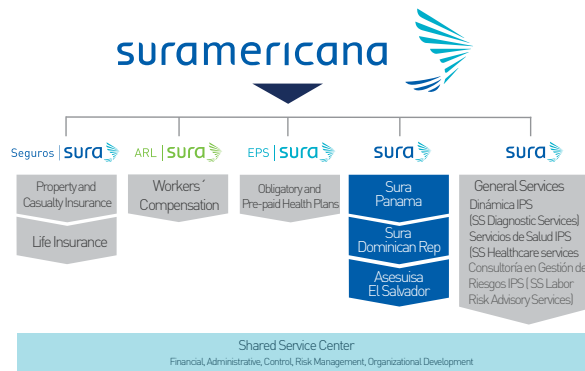 suramericana
Seguros sura
ARL sura
EPS sura
sura
sura
Property and
Casualty Insurance
Life Insurance
Workers´
Compensation
Obligatory and
Pre-paid Health Plans
Sura
Panama
Sura
Dominican Rep
Asesuisa
El Salvador
General Services
Dinámica IPS
(SS Diagnostic Services)
Servicios de Salud IPS
(SS Healthcare services
Consultoría en Gestión de
Riesgos IPS ( SS Labor
Risk Advisory Services)
Shared Service Center
Financial, Administrative, Control, Risk Management, Organizational Development